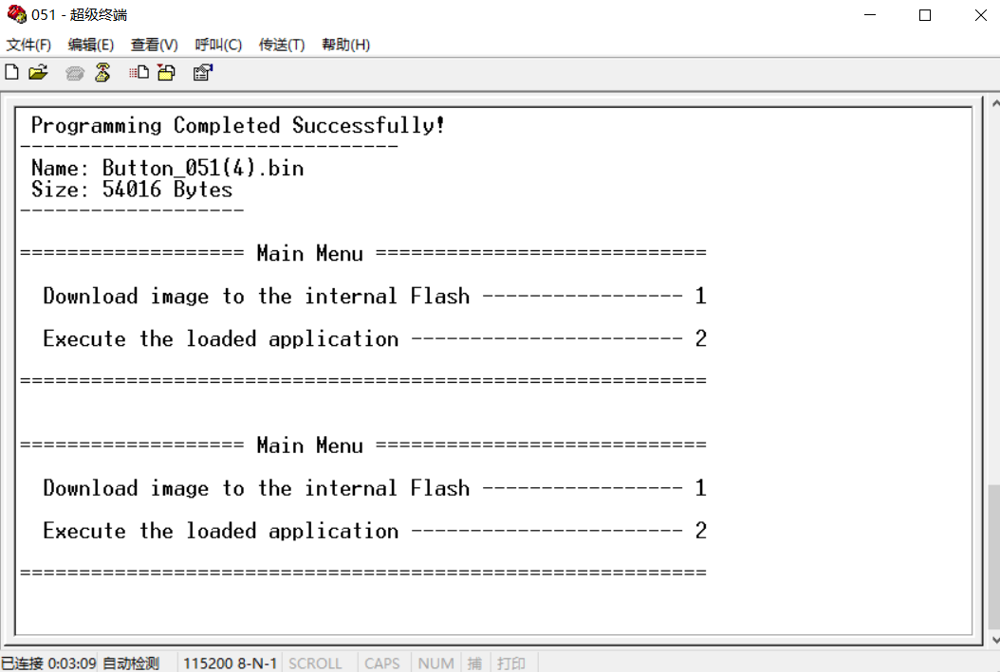 051 - 超级终端
文件(F) 编辑(E) 查看(V) 呼叫(C) 传送(T) 帮助(H)
Programming Completed Successfully!
--------------------------------
Name: Button_051(4).bin
Size: 54016 Bytes
-------------------
=================== Main Menu ============================
Download image to the internal Flash ----------------- 1
Execute the loaded application ----------------------- 2
==========================================================
=================== Main Menu ============================
Download image to the internal Flash ----------------- 1
Execute the loaded application ----------------------- 2
==========================================================
已连接 0:03:09 自动检测 115200 8-N-1 SCROLL CAPS NUM 捕 打印